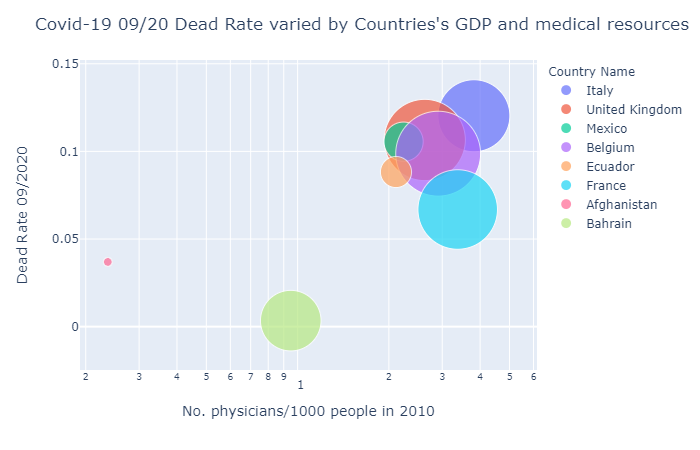 Covid-19 09/20 Dead Rate varied by Countries's GDP and medical resources
Country Name
Italy
United Kingdom
Mexico
Belgium
Ecuador
France
Afghanistan
Bahrain
Dead Rate 09/2020
0.15
0.1
0.05
0
2 3 4 5 6 7 8 9 1 2 3 4 5 6
No. physicians/1000 people in 2010